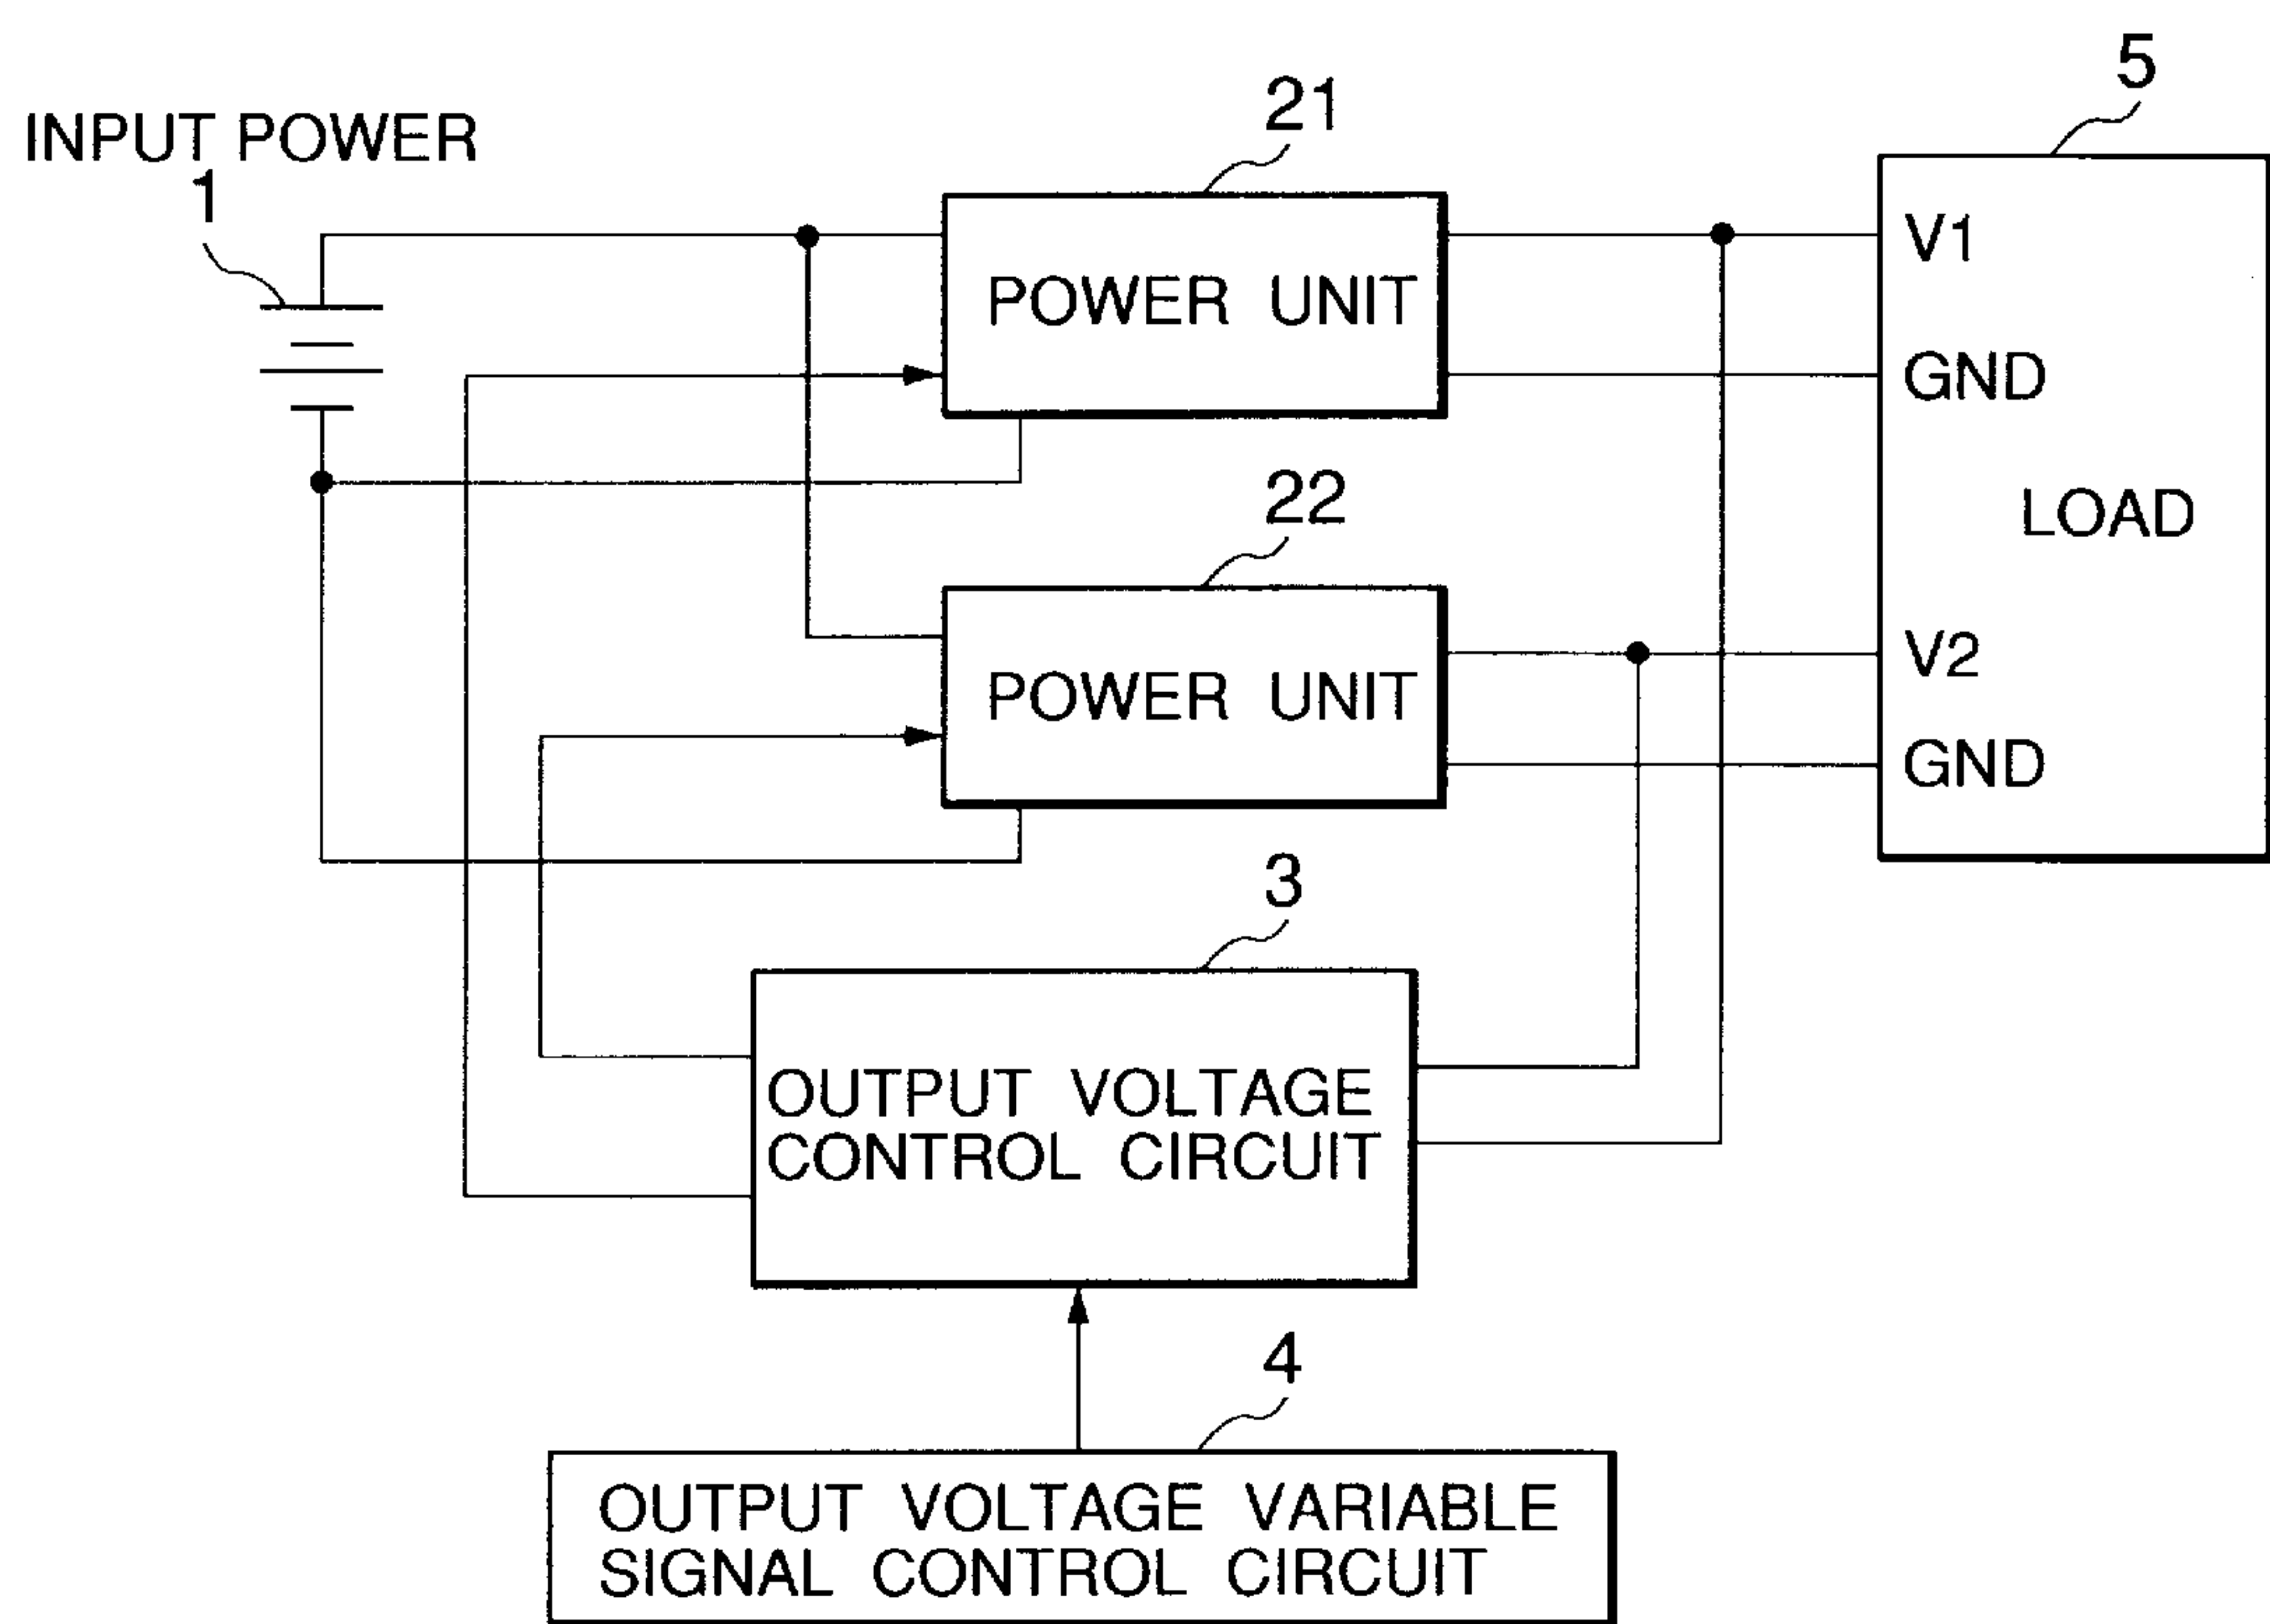 5
21
INPUT POWER
1
V1
POWER UNIT
GND
22
LOAD
V2
POWER UNIT
GND
3
OUTPUT VOLTAGE
CONTROL CIRCUIT
4
OUTPUT VOLTAGE VARIABLE
SIGNAL CONTROL CIRCUIT